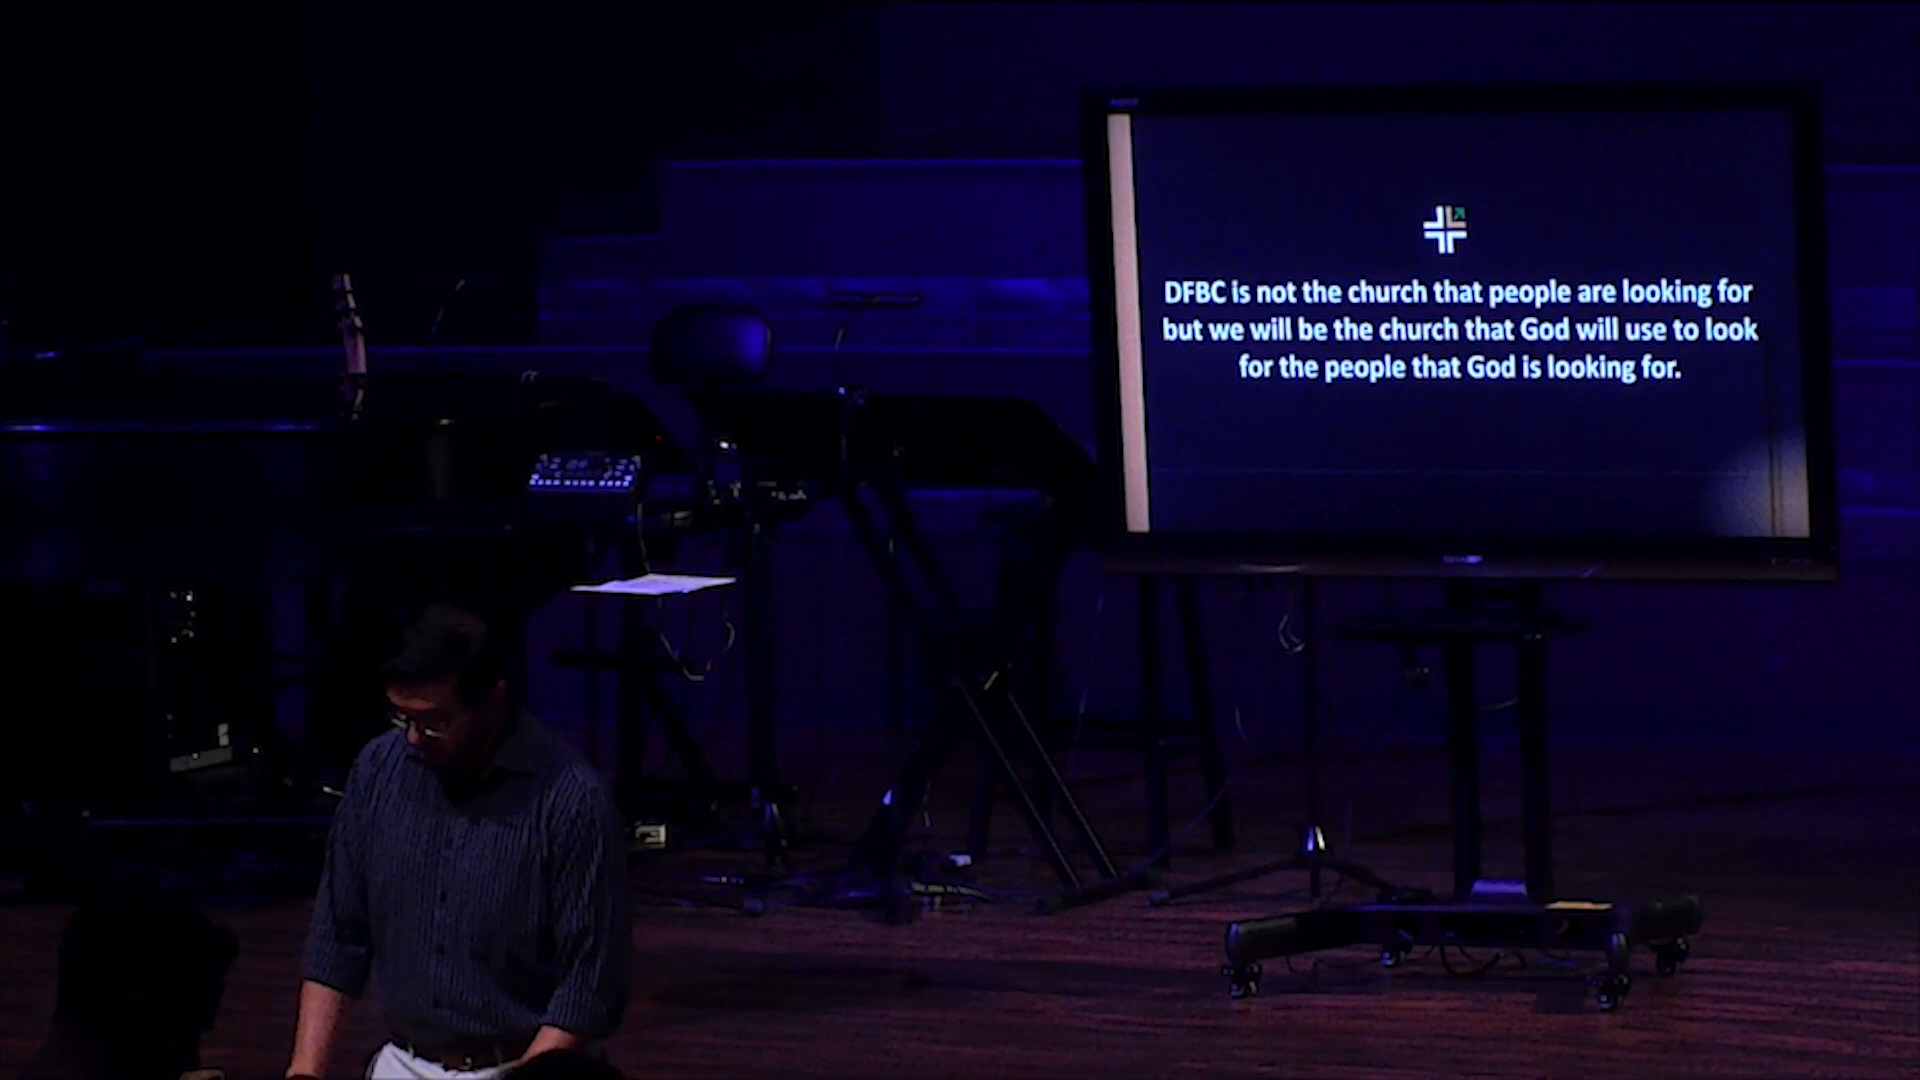 DFBC is not the church that people are looking for
but we will be the church that God will use to look
for the people that God is looking for.